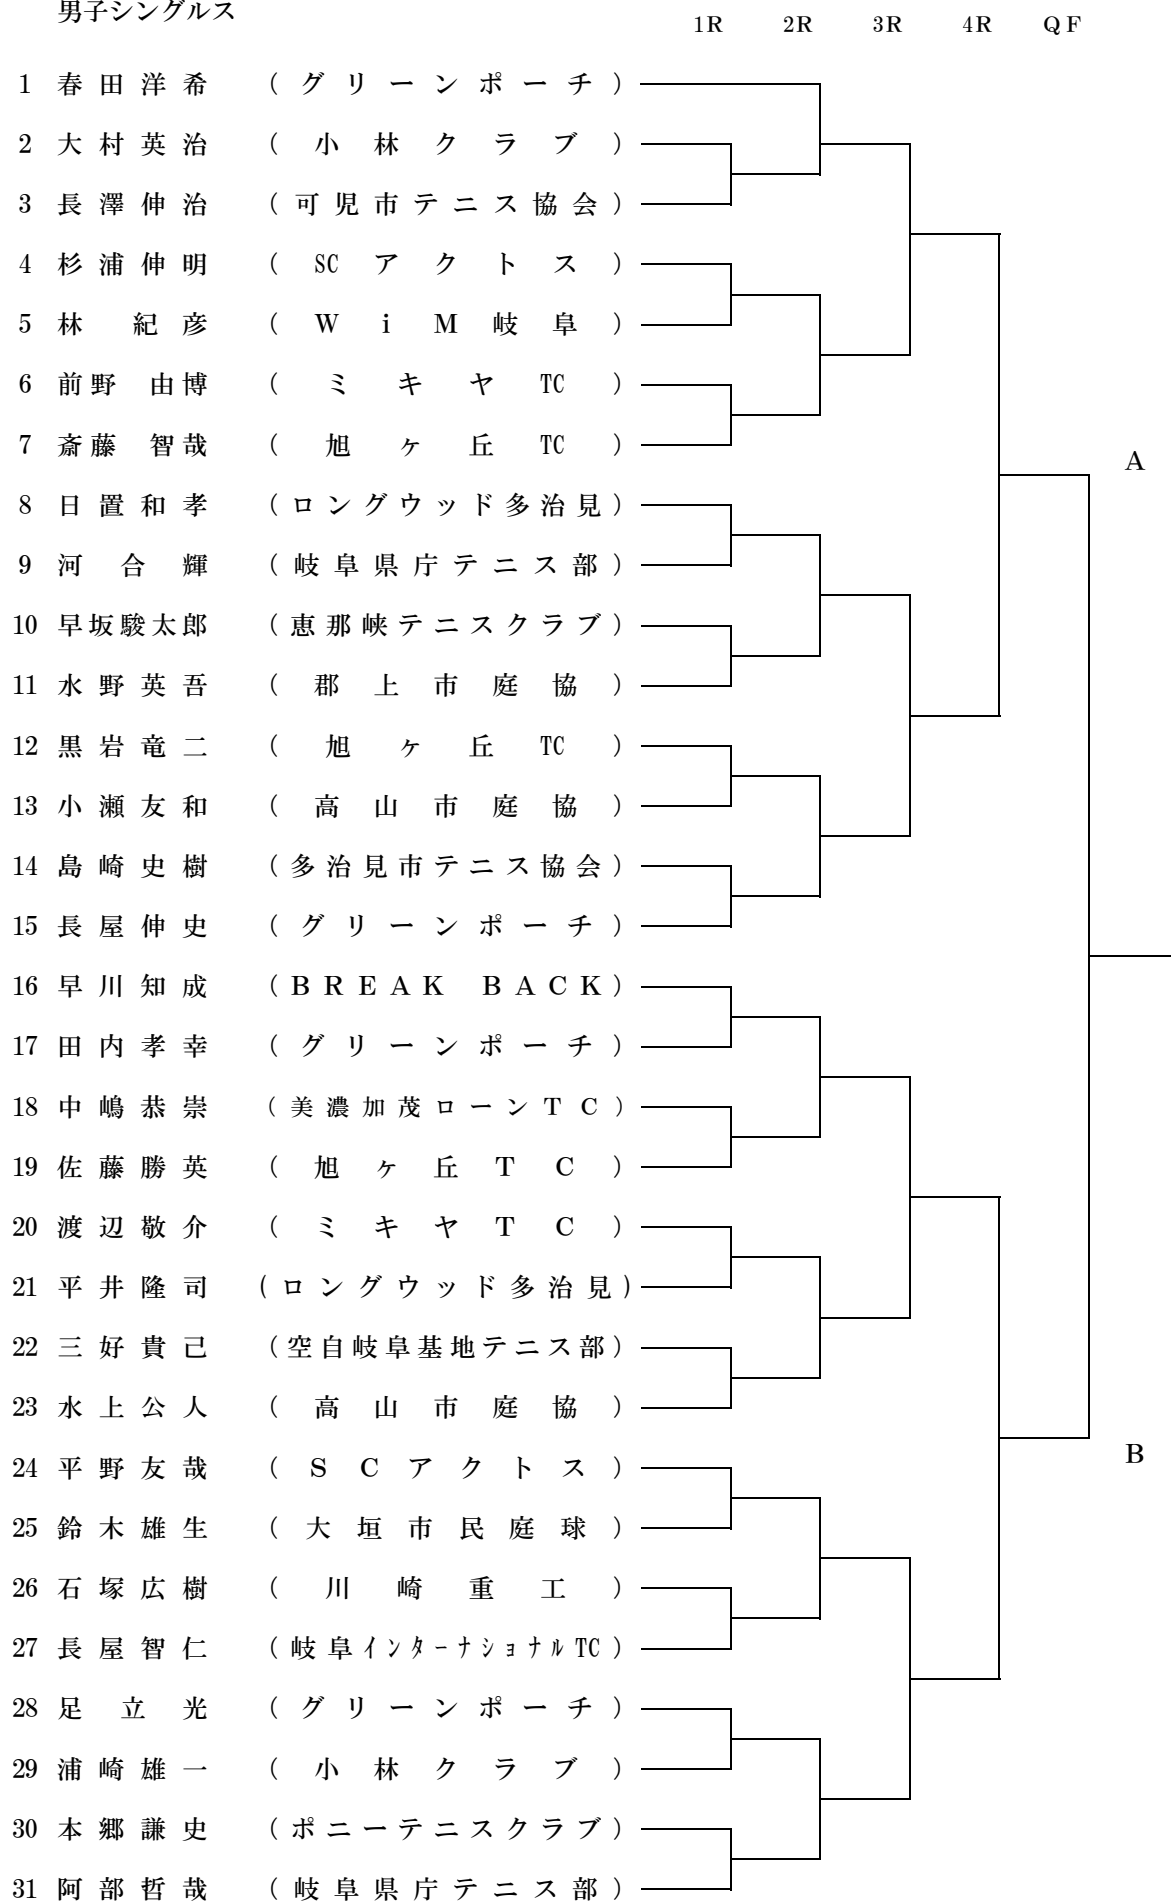 男子シングルス
1R 2R 3R 4R QF
1 春田洋希 (グリーンポーチ)
2 大村英治 (小林クラブ)
3 長澤伸治 (可児市テニス協会)
4 杉浦伸明 (SCアクトス)
5 林 紀彦 (WiM岐阜)
6 前野 由博 (ミキヤTC)
7 斎藤 智哉 (旭ヶ丘TC)
A
8 日置和孝 (ロングウッド多治見)
9 河合輝 (岐阜県庁テニス部)
10 早坂駿太郎 (恵那峡テニスクラブ)
11 水野英吾 (郡上市庭協)
12 黒岩竜二 (旭ヶ丘TC)
13 小瀬友和 (高山市庭協)
14 島崎史樹 (多治見市テニス協会)
15 長屋伸史 (グリーンポーチ)
16 早川知成 (BREAK BACK)
17 田内孝幸 (グリーンポーチ)
18 中嶋恭崇 (美濃加茂ローンTC)
19 佐藤勝英 (旭ヶ丘TC)
20 渡辺敬介 (ミキヤTC)
21 平井隆司 (ロングウッド多治見)
22 三好貴己 (空自岐阜基地テニス部)
23 水上公人 (高山市庭協)
B
24 平野友哉 (SCアクトス)
25 鈴木雄生 (大垣市民庭球)
26 石塚広樹 (川崎重工)
27 長屋智仁 (岐阜インターナショナルTC)
28 足立光 (グリーンポーチ)
29 浦崎雄一 (小林クラブ)
30 本郷謙史 (ポニーテニスクラブ)
31 阿部哲哉 (岐阜県庁テニス部)